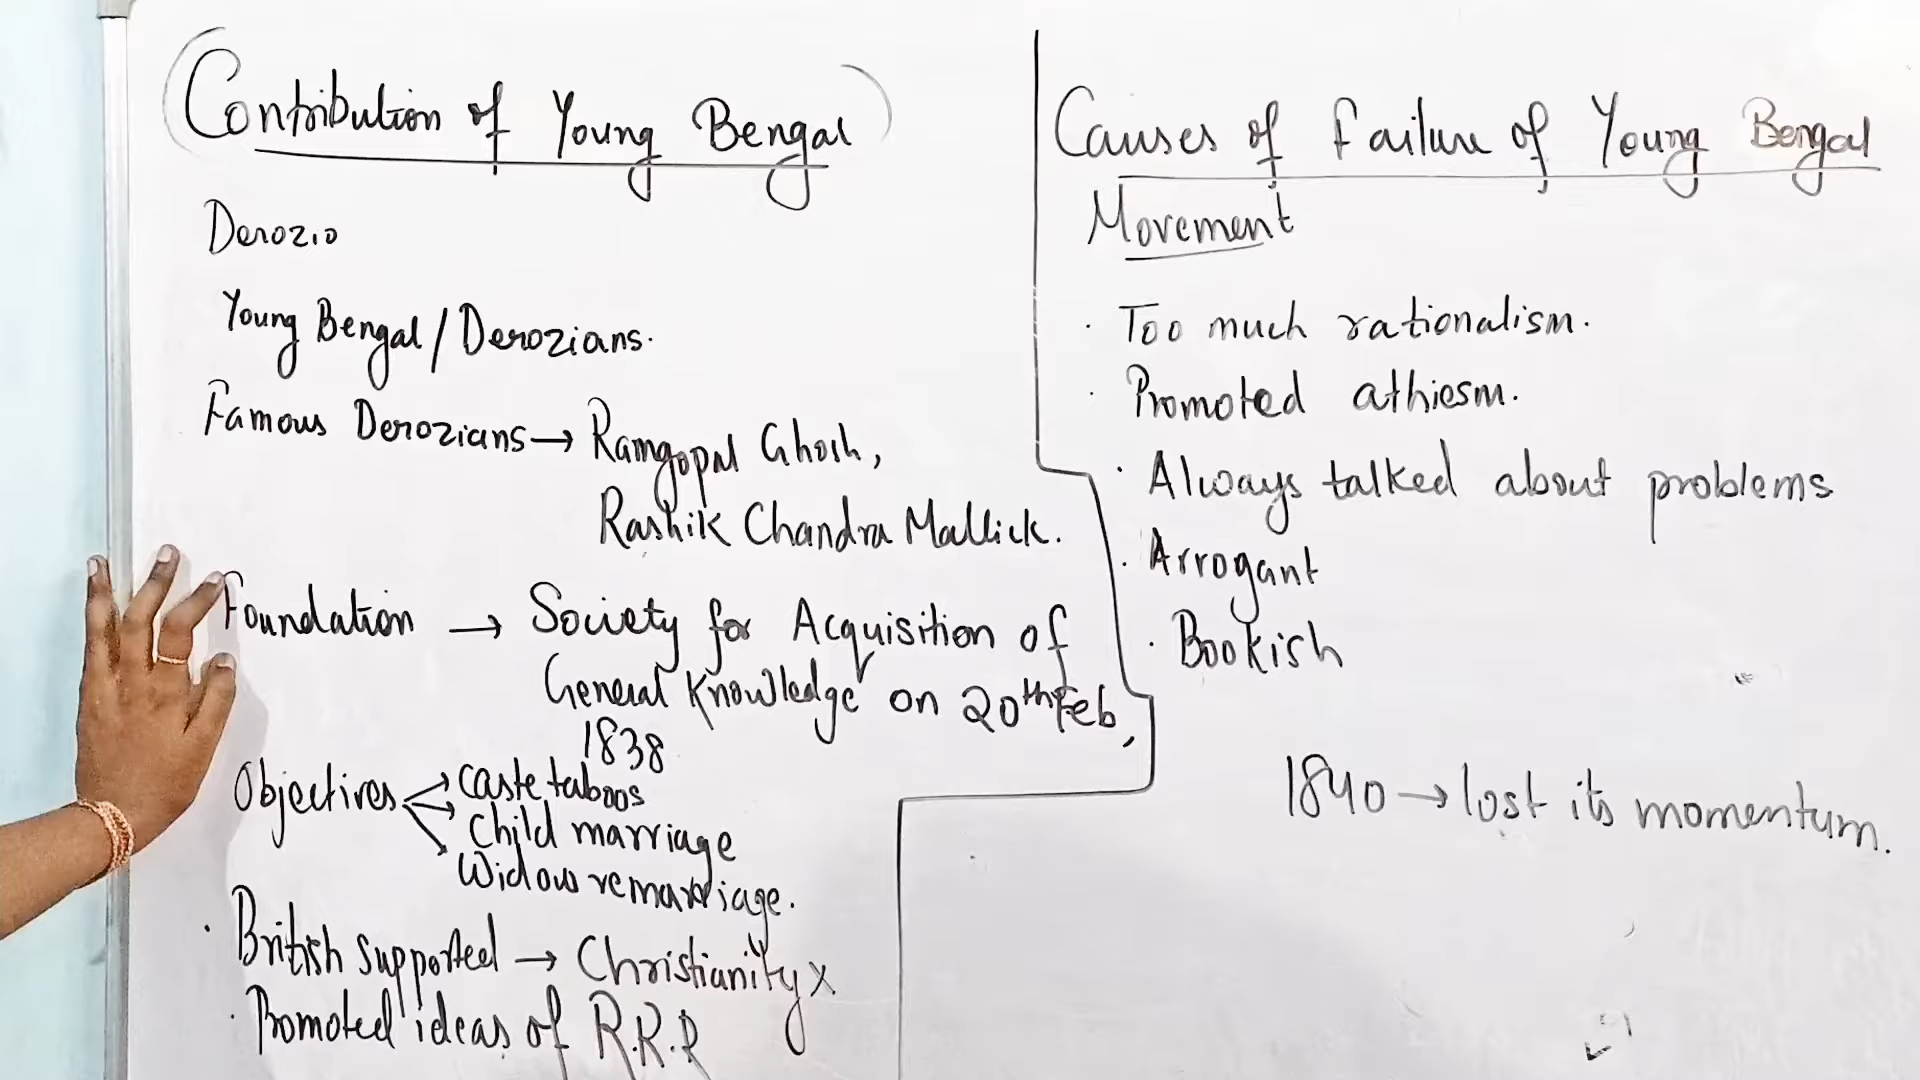 Contribution of Young Bengal
Derozio
Young Bengal / Derozians.
Famous Derozians → Ramgopal Ghosh,
Rashik Chandra Mallick.
Foundation → Society for Acquisition of
General Knowledge on 20th Feb,
1838
Objectives
caste taboos
child marriage
Widow remarriage.
· British supported → Christianity x
· Promoted ideas of R.R.R
Causes of Failure of Young Bengal
Movement
· Too much rationalism.
· Promoted athiesm.
· Always talked about problems
· Arrogant
· Bookish
1840 → lost its momentum.